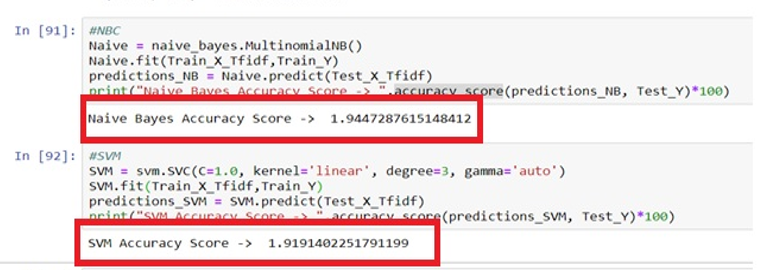 In [91]: #NBC
Naive = naive_bayes.MultinomialNB()
Naive.fit(Train_X_Tfidf,Train_Y)
predictions_NB = Naive.predict(Test_X_Tfidf)
print("Naive Bayes Accuracy Score -> ",accuracy_score(predictions_NB, Test_Y)*100)
Naive Bayes Accuracy Score -> 1.9447287615148412
In [92]: #SVM
SVM = svm.SVC(C=1.0, kernel='linear', degree=3, gamma='auto')
SVM.fit(Train_X_Tfidf,Train_Y)
predictions_SVM = SVM.predict(Test_X_Tfidf)
print("SVM Accuracy Score -> ",accuracy_score(predictions_SVM, Test_Y)*100)
SVM Accuracy Score -> 1.9191402251791199